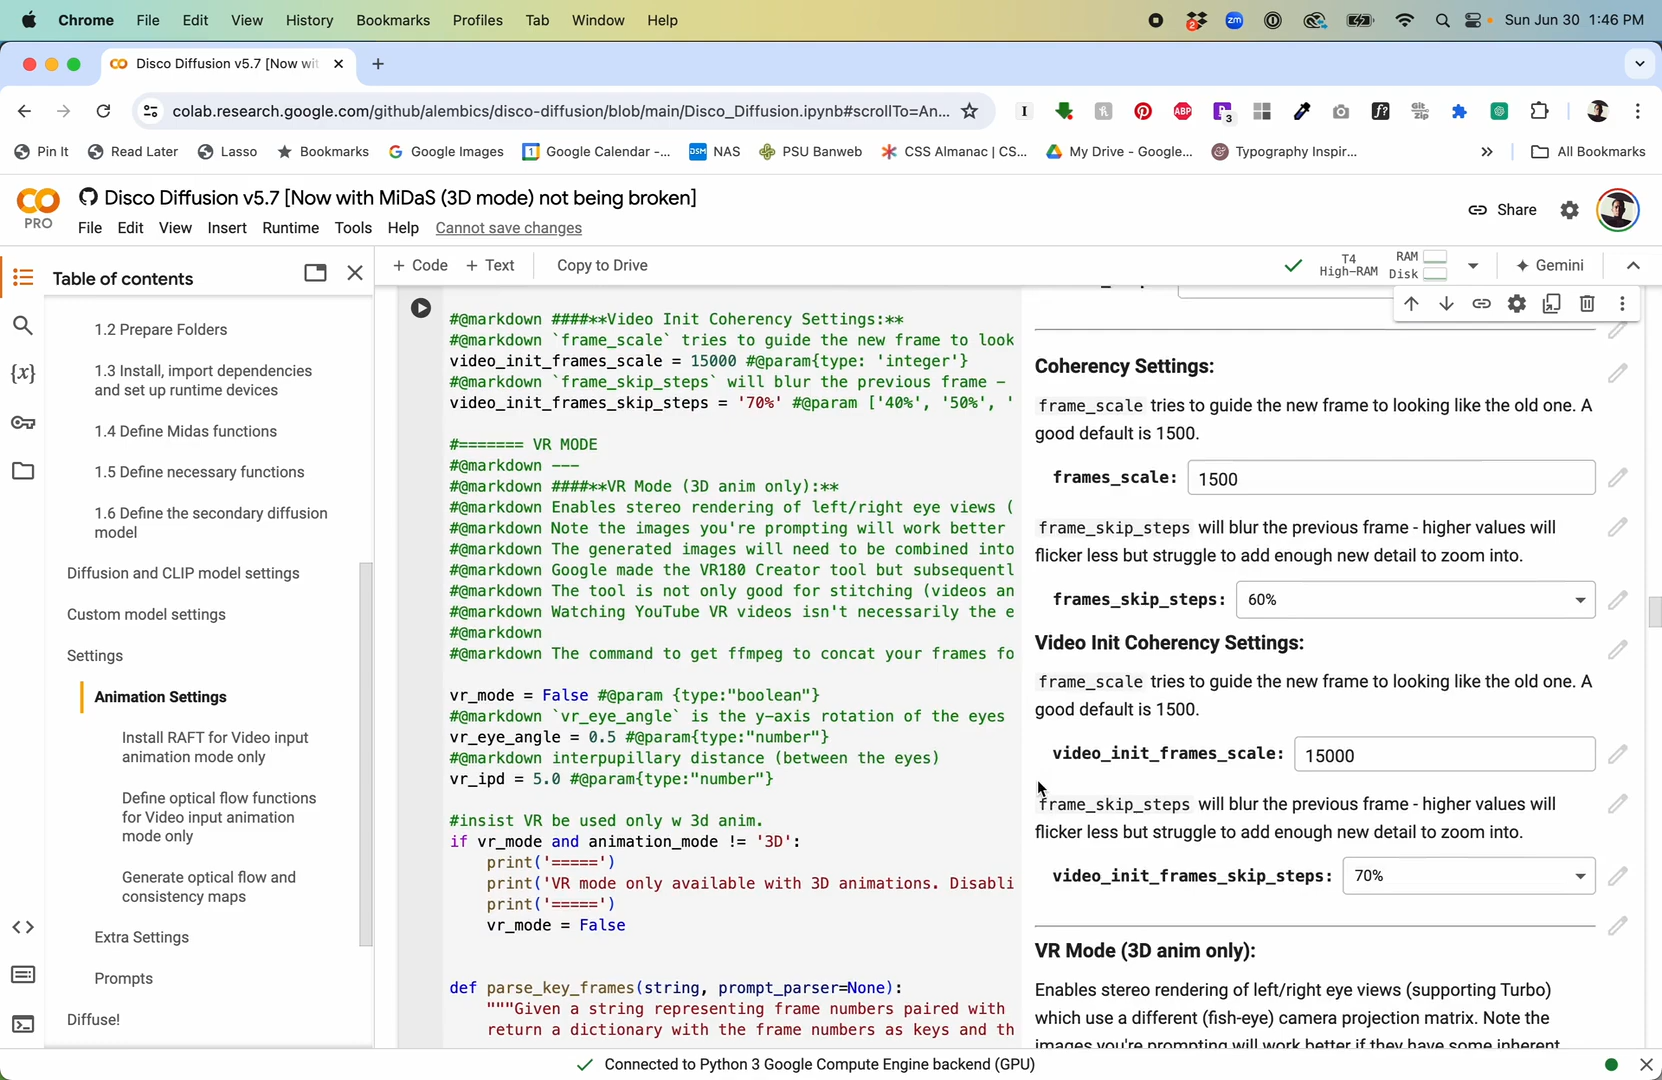 Chrome File Edit View History Bookmarks Profiles Tab Window Help
2 zm Sun Jun 30 1:46 PM
Disco Diffusion v5.7 [Now wit
colab.research.google.com/github/alembics/disco-diffusion/blob/main/Disco_Diffusion.ipynb#scrollTo=An...
ABP 3 f?
Pin It Read Later Lasso Bookmarks Google Images Google Calendar -... DSM NAS PSU Banweb CSS Almanac | CS... My Drive - Google... Typography Inspir... » All Bookmarks
Disco Diffusion v5.7 [Now with MiDaS (3D mode) not being broken]
PRO
File Edit View Insert Runtime Tools Help Cannot save changes
Share
Table of contents
1.2 Prepare Folders
1.3 Install, import dependencies
and set up runtime devices
1.4 Define Midas functions
1.5 Define necessary functions
1.6 Define the secondary diffusion
model
Diffusion and CLIP model settings
Custom model settings
Settings
Animation Settings
Install RAFT for Video input
animation mode only
Define optical flow functions
for Video input animation
mode only
Generate optical flow and
consistency maps
Extra Settings
Prompts
Diffuse!
+ Code + Text Copy to Drive
T4
High-RAM
RAM
Disk
Gemini
#@markdown ####**Video Init Coherency Settings:**
#@markdown `frame_scale` tries to guide the new frame to look
video_init_frames_scale = 15000 #@param{type: 'integer'}
#@markdown `frame_skip_steps` will blur the previous frame -
video_init_frames_skip_steps = '70%' #@param ['40%', '50%', '
#======= VR MODE
#@markdown ---
#@markdown ####**VR Mode (3D anim only):**
#@markdown Enables stereo rendering of left/right eye views (
#@markdown Note the images you're prompting will work better
#@markdown The generated images will need to be combined into
#@markdown Google made the VR180 Creator tool but subsequentl
#@markdown The tool is not only good for stitching (videos an
#@markdown Watching YouTube VR videos isn't necessarily the e
#@markdown
#@markdown The command to get ffmpeg to concat your frames fo
vr_mode = False #@param {type:"boolean"}
#@markdown `vr_eye_angle` is the y-axis rotation of the eyes
vr_eye_angle = 0.5 #@param{type:"number"}
#@markdown interpupillary distance (between the eyes)
vr_ipd = 5.0 #@param{type:"number"}
#insist VR be used only w 3d anim.
if vr_mode and animation_mode != '3D':
print('=====')
print('VR mode only available with 3D animations. Disabli
print('=====')
vr_mode = False
def parse_key_frames(string, prompt_parser=None):
"""Given a string representing frame numbers paired with
return a dictionary with the frame numbers as keys and th
Coherency Settings:
frame_scale tries to guide the new frame to looking like the old one. A
good default is 1500.
frames_scale: 1500
frame_skip_steps will blur the previous frame - higher values will
flicker less but struggle to add enough new detail to zoom into.
frames_skip_steps: 60%
Video Init Coherency Settings:
frame_scale tries to guide the new frame to looking like the old one. A
good default is 1500.
video_init_frames_scale: 15000
frame_skip_steps will blur the previous frame - higher values will
flicker less but struggle to add enough new detail to zoom into.
video_init_frames_skip_steps: 70%
VR Mode (3D anim only):
Enables stereo rendering of left/right eye views (supporting Turbo)
which use a different (fish-eye) camera projection matrix. Note the
images you're prompting will work better if they have some inherent
Connected to Python 3 Google Compute Engine backend (GPU)